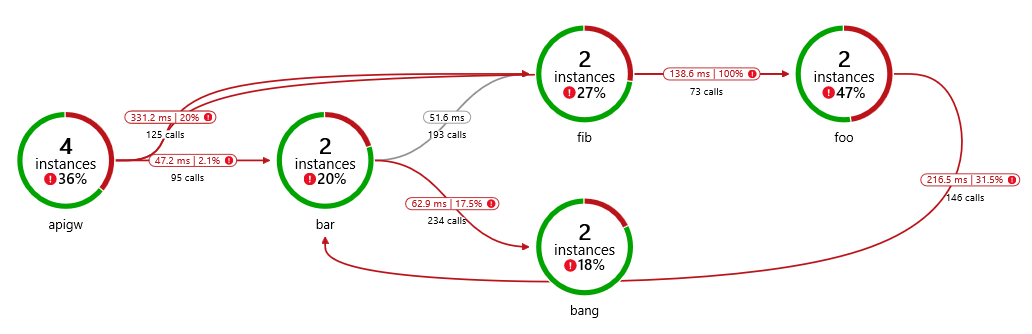 4
instances
! 36%
apigw
331.2 ms | 20% !
125 calls
47.2 ms | 2.1% !
95 calls
2
instances
! 20%
bar
51.6 ms
193 calls
62.9 ms | 17.5% !
234 calls
2
instances
! 27%
fib
2
instances
! 18%
bang
138.6 ms | 100% !
73 calls
2
instances
! 47%
foo
216.5 ms | 31.5% !
146 calls